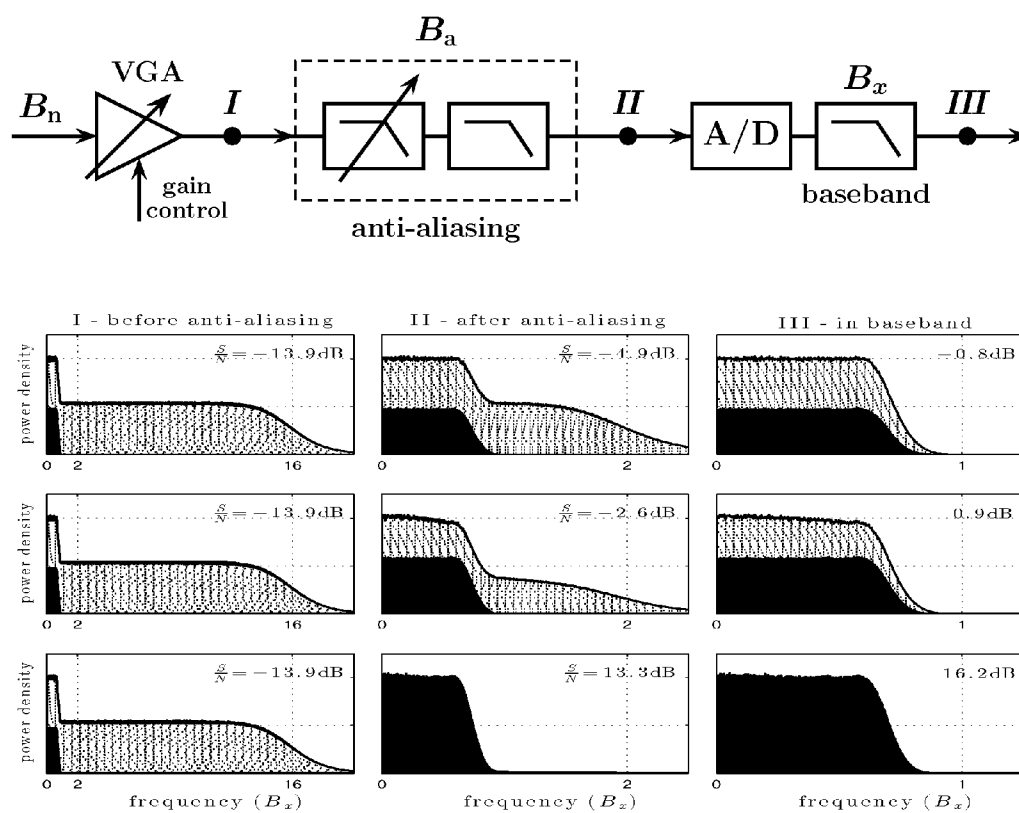 B_a
VGA
B_n
I
II
A/D
B_x
III
gain
control
anti-aliasing
baseband
I - before anti-aliasing
II - after anti-aliasing
III - in baseband
power density
S/N = −13.9dB
0 2 16
S/N = −4.9dB
0 2
−0.8dB
0 1
power density
S/N = −13.9dB
0 2 16
S/N = −2.6dB
0 2
0.9dB
0 1
power density
S/N = −13.9dB
0 2 16
S/N = 13.3dB
0 2
16.2dB
0 1
frequency (B_x)
frequency (B_x)
frequency (B_x)